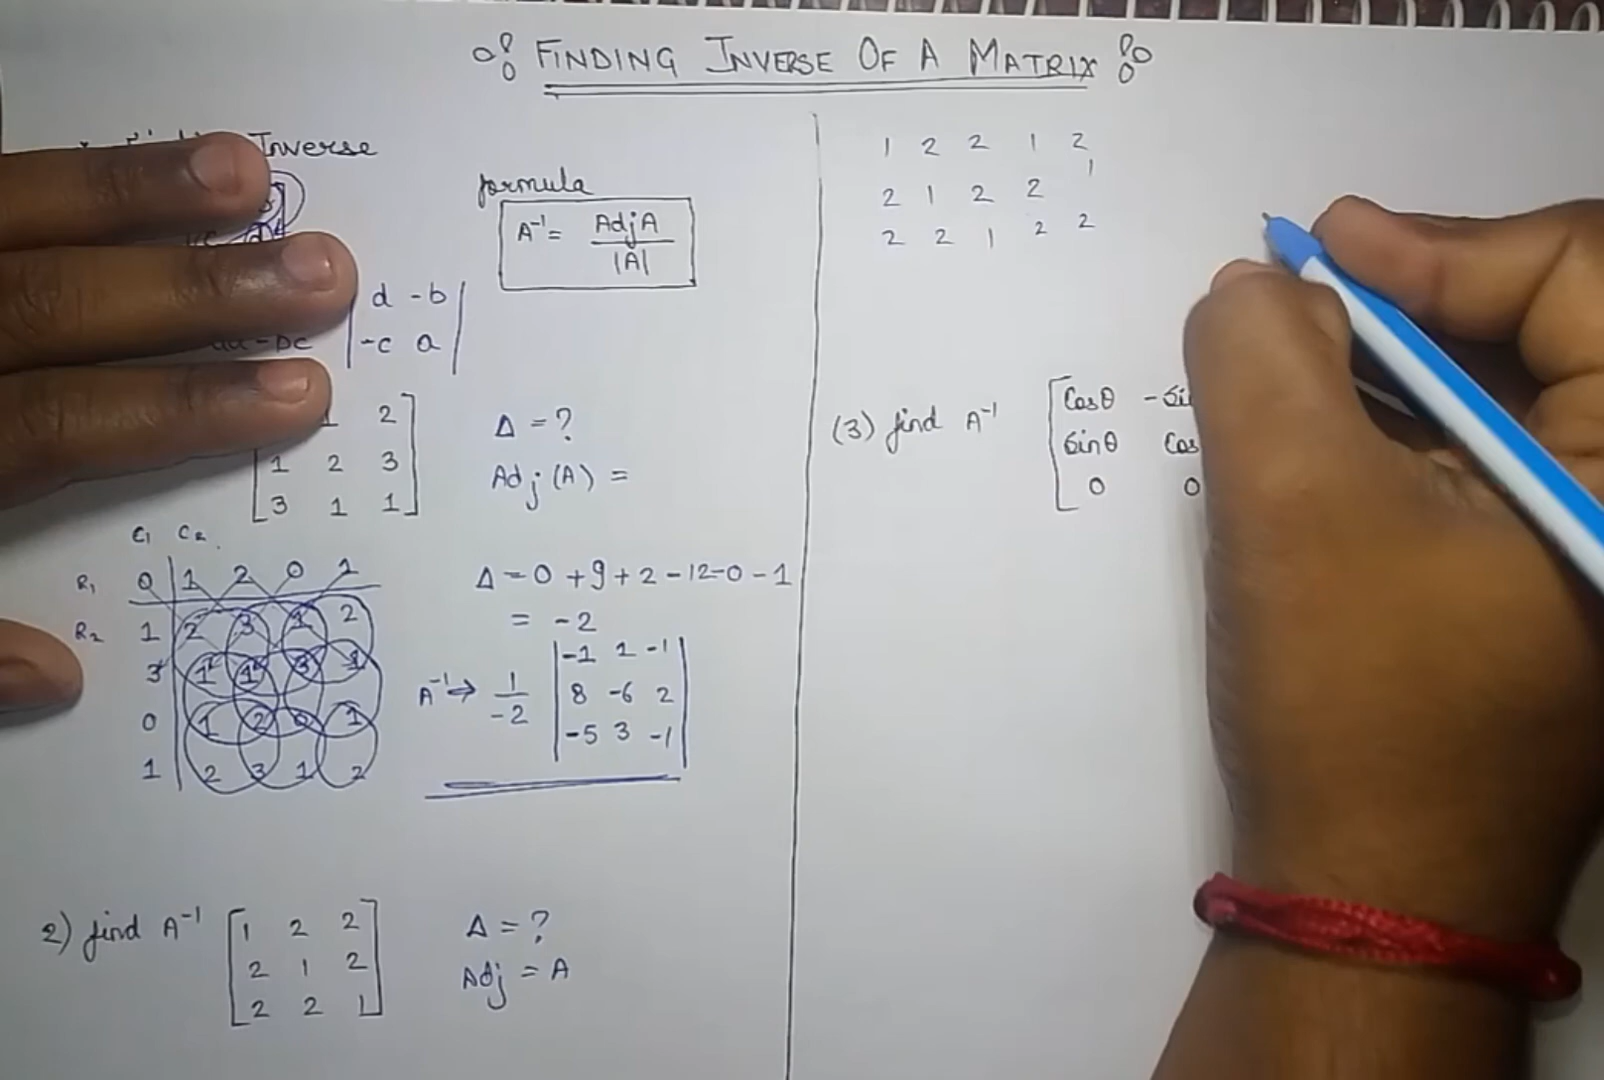 FINDING INVERSE OF A MATRIX
Inverse
formula
A⁻¹ = AdjA / |A|
d -b
-c a
1 2
1 2 3
3 1 1
Δ = ?
Adj (A) =
C₁ C₂
R₁ 0 1 2 0 1
R₂ 1 2 3 1 2
3 1 1 3 1
0 1 2 0 1
1 2 3 1 2
Δ = 0 + 9 + 2 - 12 - 0 - 1
= -2
A⁻¹ ⇒ 1 / -2
-1 1 -1
8 -6 2
-5 3 -1
2) find A⁻¹
1 2 2
2 1 2
2 2 1
Δ = ?
Adj = A
1 2 2 1 2
2 1 2 2 1
2 2 1 2 2
(3) find A⁻¹
Cosθ
Sinθ
0 0